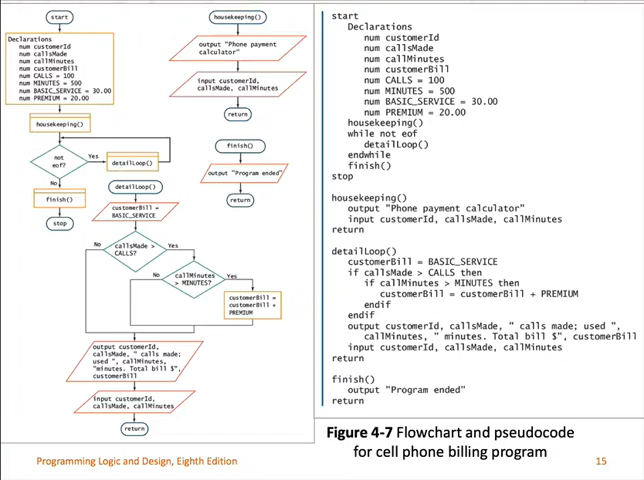 start
Declarations
num customerId
num callsMade
num callMinutes
num customerBill
num CALLS = 100
num MINUTES = 500
num BASIC_SERVICE = 30.00
num PREMIUM = 20.00
housekeeping()
not
eof?
Yes
detailLoop()
No
finish()
stop
housekeeping()
output "Phone payment
calculator"
input customerId,
callsMade, callMinutes
return
finish()
output "Program ended"
return
detailLoop()
customerBill =
BASIC_SERVICE
No
callsMade >
CALLS?
Yes
No
callMinutes
> MINUTES?
Yes
customerBill =
customerBill +
PREMIUM
output customerId,
callsMade, " calls made;
used ", callMinutes,
"minutes. Total bill $",
customerBill
input customerId,
callsMade, callMinutes
return
start
Declarations
num customerId
num callsMade
num callMinutes
num customerBill
num CALLS = 100
num MINUTES = 500
num BASIC_SERVICE = 30.00
num PREMIUM = 20.00
housekeeping()
while not eof
detailLoop()
endwhile
finish()
stop
housekeeping()
output "Phone payment calculator"
input customerId, callsMade, callMinutes
return
detailLoop()
customerBill = BASIC_SERVICE
if callsMade > CALLS then
if callMinutes > MINUTES then
customerBill = customerBill + PREMIUM
endif
endif
output customerId, callsMade, " calls made; used ",
callMinutes, " minutes. Total bill $", customerBill
input customerId, callsMade, callMinutes
return
finish()
output "Program ended"
return
Figure 4-7 Flowchart and pseudocode
for cell phone billing program
Programming Logic and Design, Eighth Edition
15